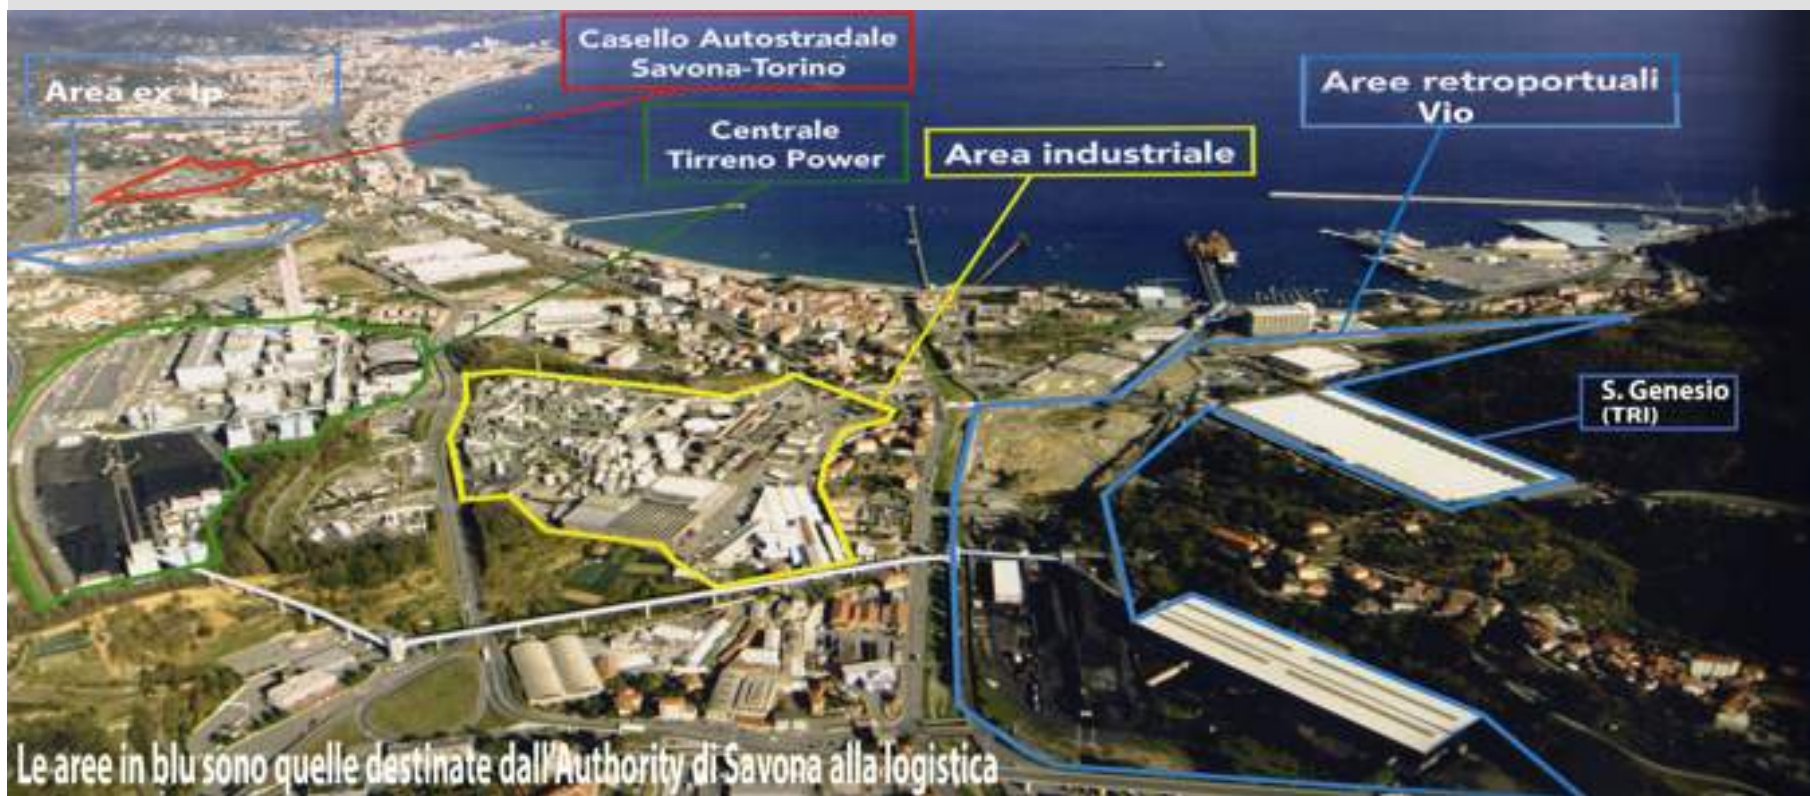 Casello Autostradale
Savona-Torino
Area ex Ip
Aree retroportuali
Vio
Centrale
Tirreno Power
Area industriale
S. Genesio
(TRI)
Le aree in blu sono quelle destinate dall'Authority di Savona alla logistica